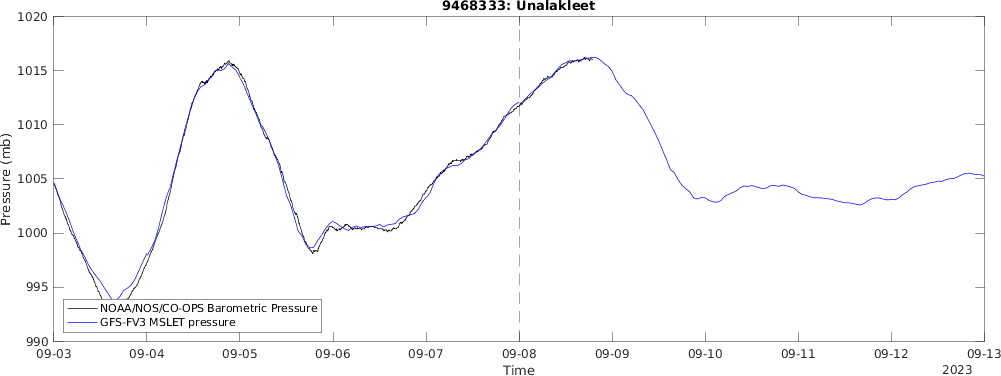 9468333: Unalakleet
1020
1015
1010
1005
1000
995
990
Pressure (mb)
NOAA/NOS/CO-OPS Barometric Pressure
GFS-FV3 MSLET pressure
09-03 09-04 09-05 09-06 09-07 09-08 09-09 09-10 09-11 09-12 09-13
Time
2023